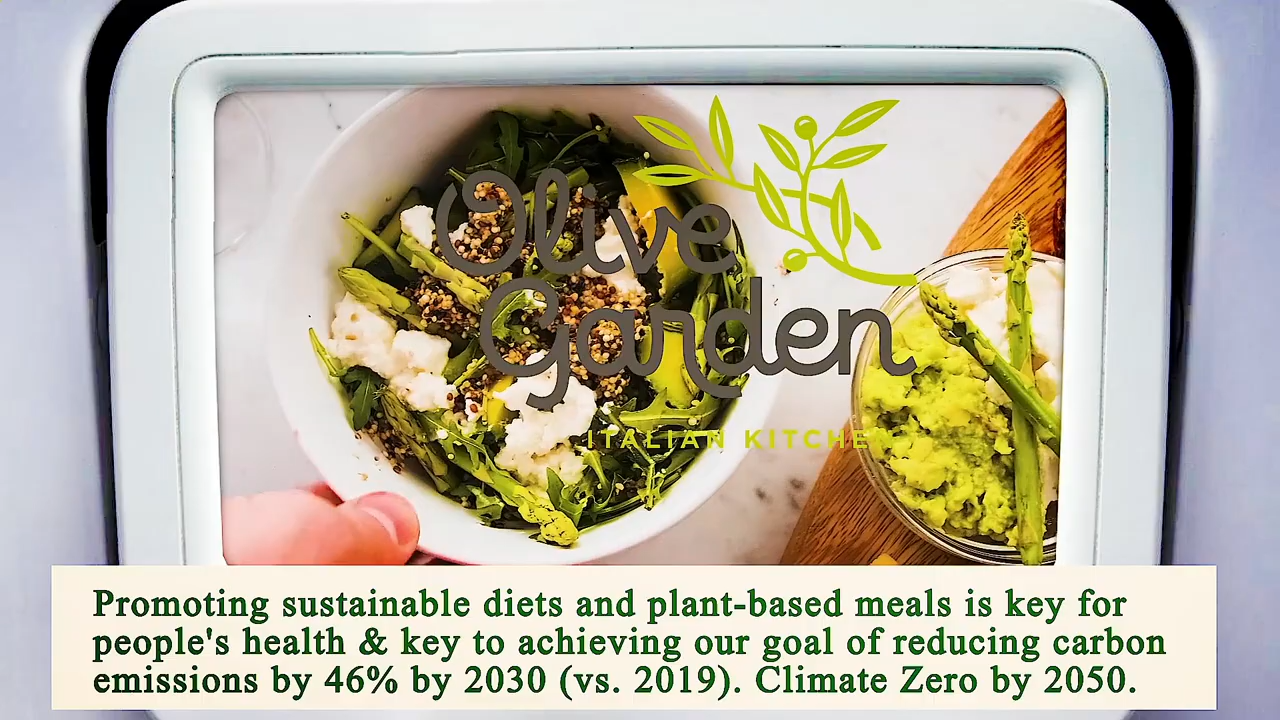 Olive
Garden
ITALIAN KITCHEN
Promoting sustainable diets and plant-based meals is key for
people's health & key to achieving our goal of reducing carbon
emissions by 46% by 2030 (vs. 2019). Climate Zero by 2050.